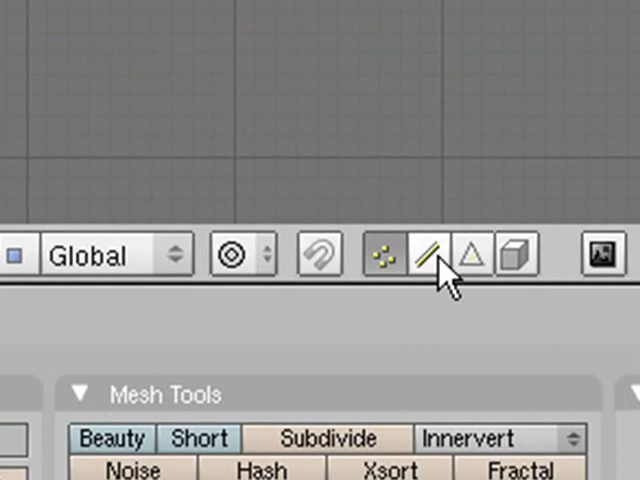 Global
Mesh Tools
Beauty Short Subdivide Innervert
Noise Hash Xsort Fractal